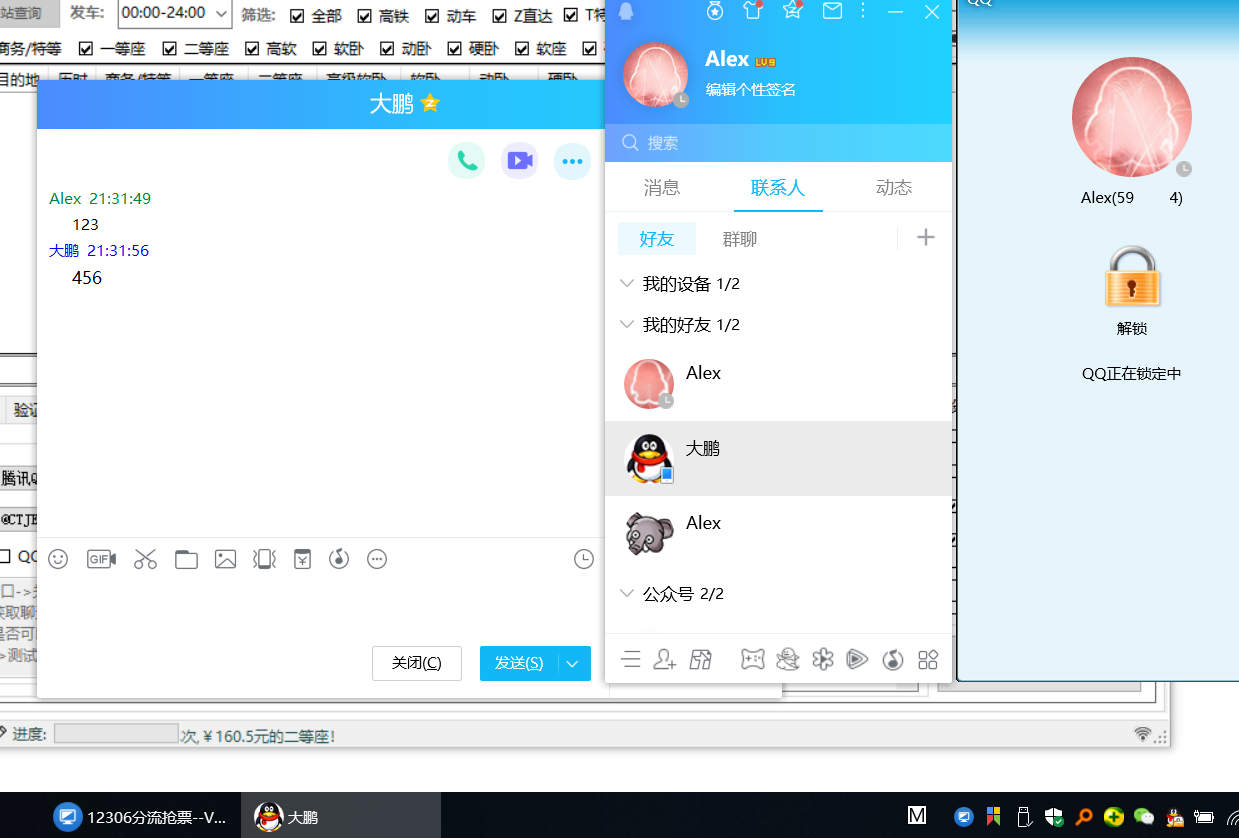 站查询 发车: 00:00-24:00 筛选: 全部 高铁 动车 Z直达
商务/特等 一等座 二等座 高软 软卧 动卧 硬卧 软座
目的地 历时 商务/特等 一等座 二等座 高级软卧 软卧 动卧 硬卧
大鹏
Alex 21:31:49
123
大鹏 21:31:56
456
GIF
关闭(C)
发送(S)
验证
腾讯Q
@CTJE
QQ
口->关
获取聊
是否可
>测试
进度:
次,￥160.5元的二等座!
Alex LV9
编辑个性签名
搜索
消息 联系人 动态
好友 群聊
我的设备 1/2
我的好友 1/2
Alex
大鹏
Alex
公众号 2/2
QQ
Alex(59 4)
解锁
QQ正在锁定中
12306分流抢票--V...
大鹏
M